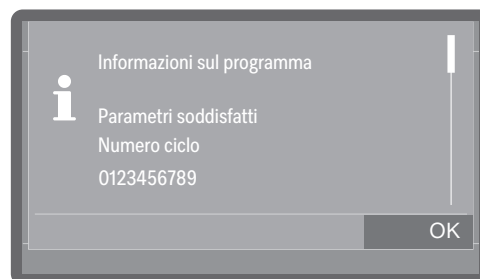 Informazioni sul programma
Parametri soddisfatti
Numero ciclo
0123456789
OK